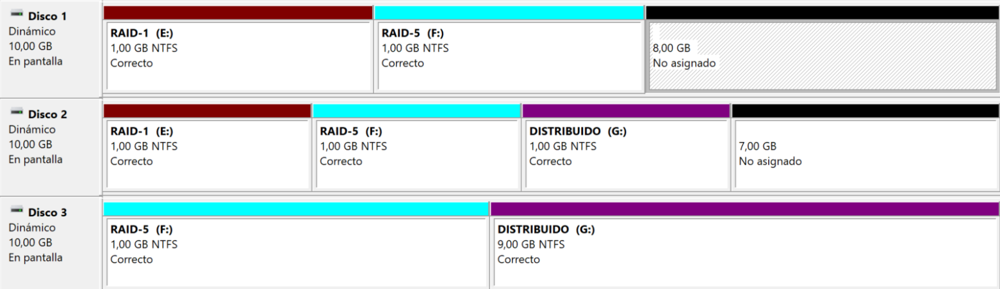 Disco 1
Dinámico
10,00 GB
En pantalla
RAID-1 (E:)
1,00 GB NTFS
Correcto
RAID-5 (F:)
1,00 GB NTFS
Correcto
8,00 GB
No asignado
Disco 2
Dinámico
10,00 GB
En pantalla
RAID-1 (E:)
1,00 GB NTFS
Correcto
RAID-5 (F:)
1,00 GB NTFS
Correcto
DISTRIBUIDO (G:)
1,00 GB NTFS
Correcto
7,00 GB
No asignado
Disco 3
Dinámico
10,00 GB
En pantalla
RAID-5 (F:)
1,00 GB NTFS
Correcto
DISTRIBUIDO (G:)
9,00 GB NTFS
Correcto